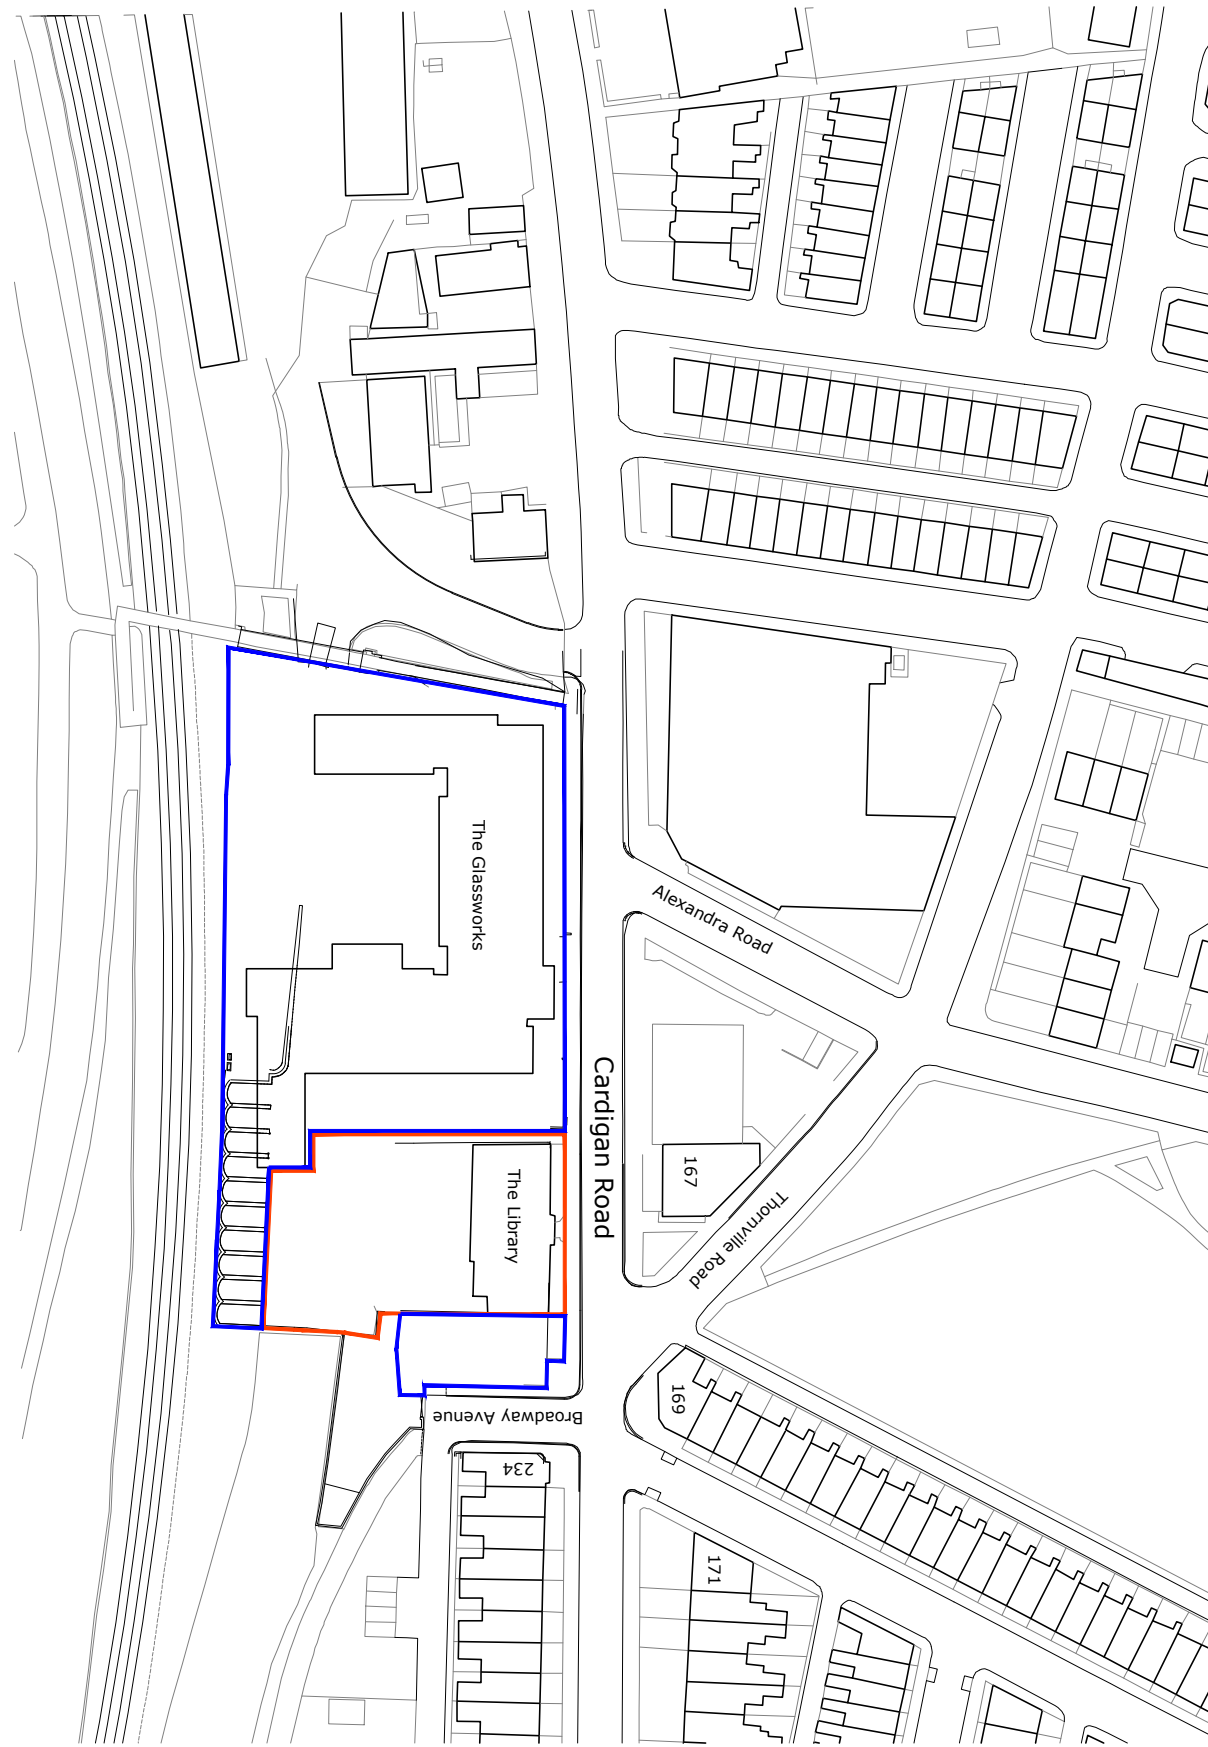 The Glassworks
Alexandra Road
Cardigan Road
167
The Library
Thornville Road
169
Broadway Avenue
234
171